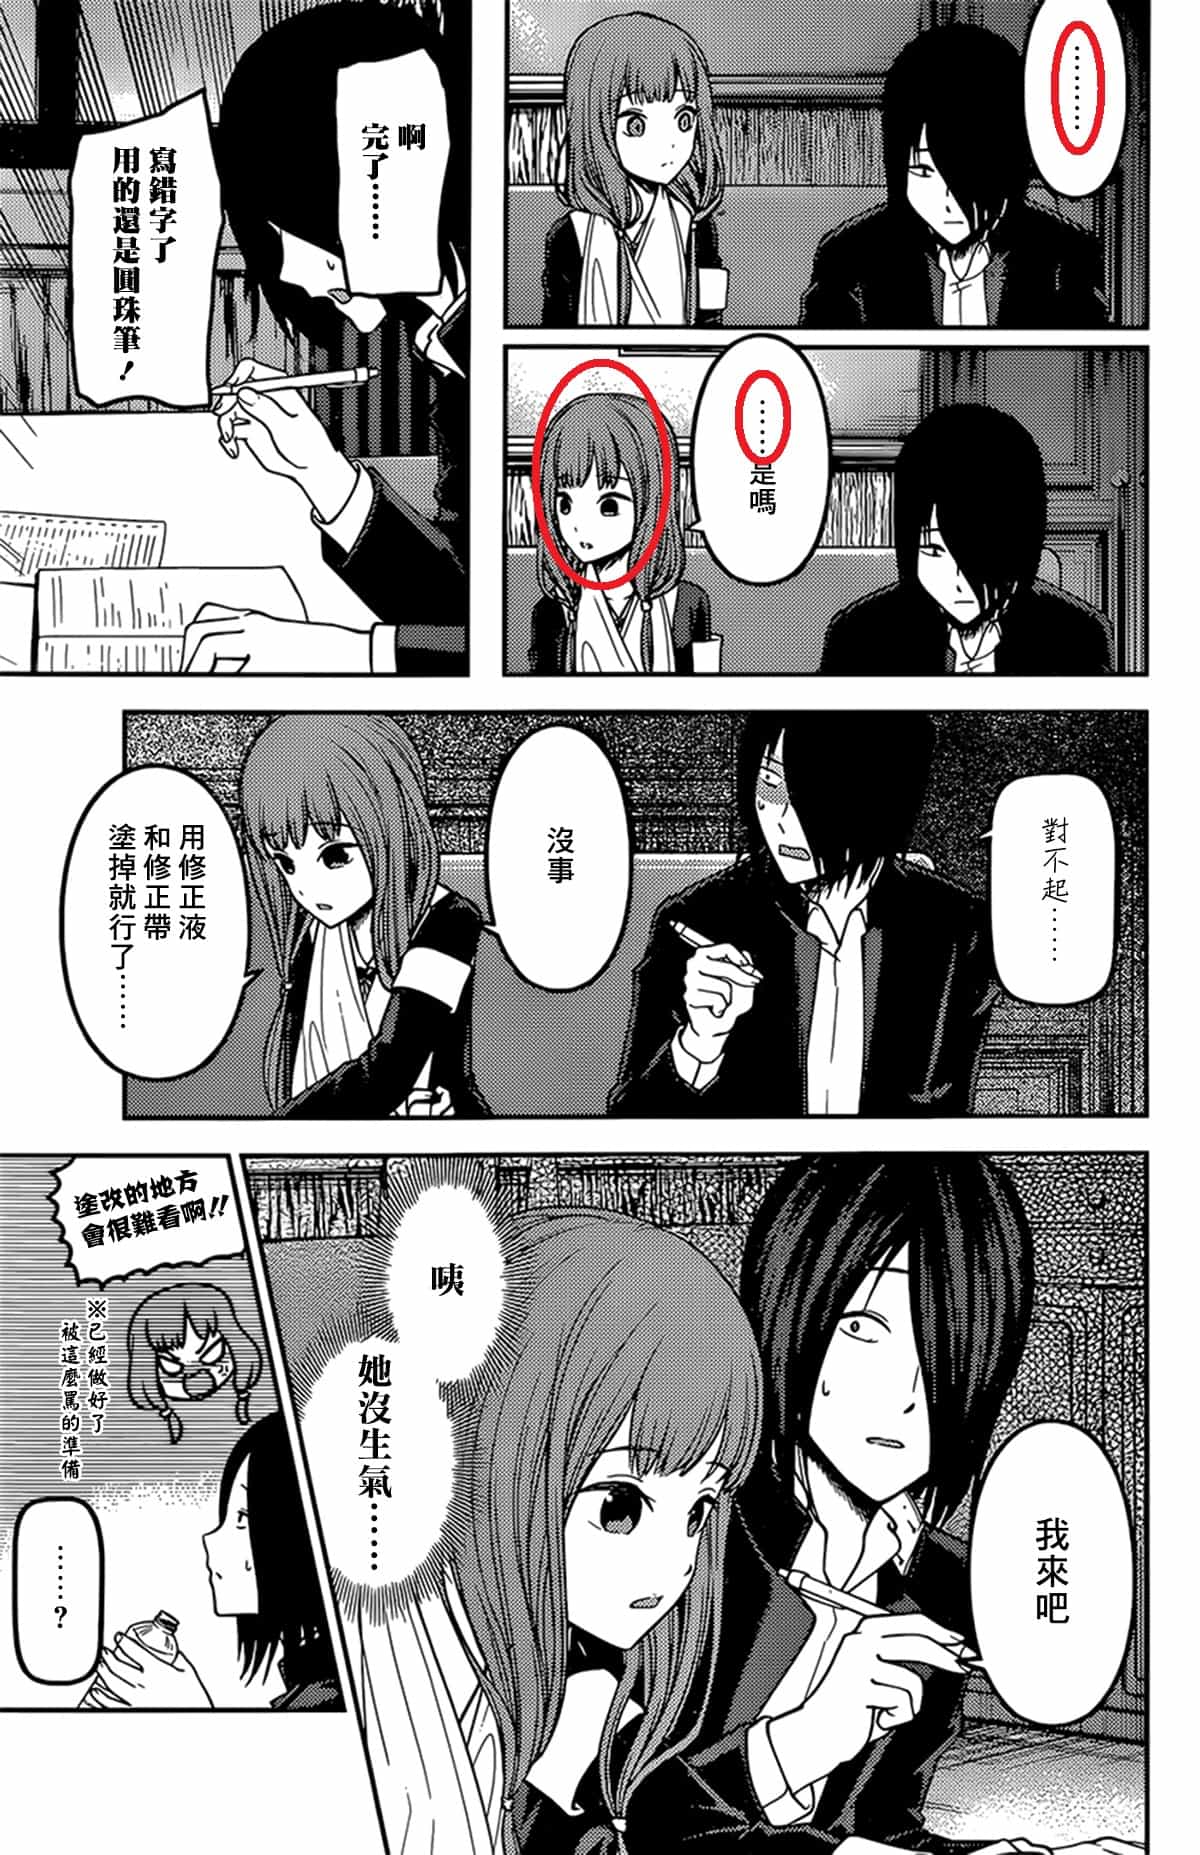 ………
……是嗎
啊
完了……
寫錯字了
用的還是圓珠筆！
對不起……
沒事
用修正液
和修正帶
塗掉就行了……
我來吧
咦
她沒生氣……
塗改的地方
會很難看啊!!
※已經做好了
被這麼罵的準備
……?